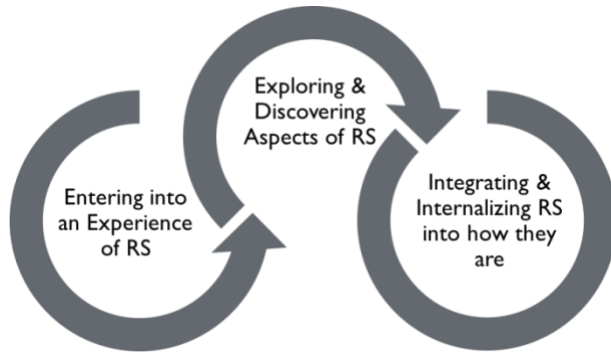 Entering into
an Experience
of RS
Exploring &
Discovering
Aspects of RS
Integrating &
Internalizing RS
into how they
are